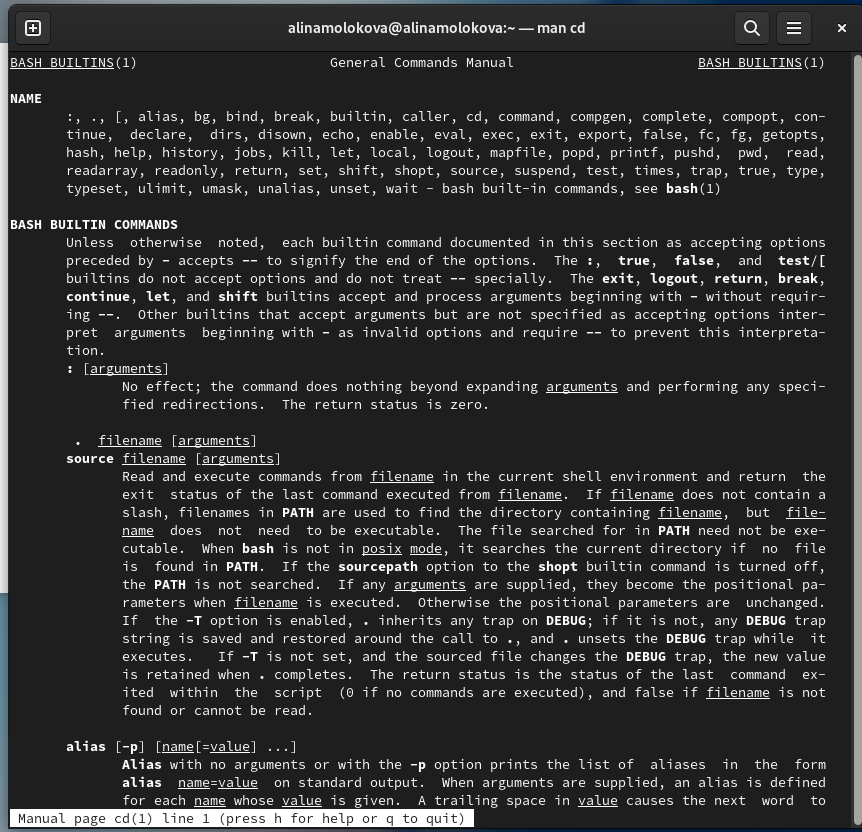 alinamolokova@alinamolokova:~ — man cd
BASH_BUILTINS(1) General Commands Manual BASH_BUILTINS(1)
NAME
:, ., [, alias, bg, bind, break, builtin, caller, cd, command, compgen, complete, compopt, con-
tinue, declare, dirs, disown, echo, enable, eval, exec, exit, export, false, fc, fg, getopts,
hash, help, history, jobs, kill, let, local, logout, mapfile, popd, printf, pushd, pwd, read,
readarray, readonly, return, set, shift, shopt, source, suspend, test, times, trap, true, type,
typeset, ulimit, umask, unalias, unset, wait - bash built-in commands, see bash(1)
BASH BUILTIN COMMANDS
Unless otherwise noted, each builtin command documented in this section as accepting options
preceded by - accepts -- to signify the end of the options. The :, true, false, and test/[
builtins do not accept options and do not treat -- specially. The exit, logout, return, break,
continue, let, and shift builtins accept and process arguments beginning with - without requir-
ing --. Other builtins that accept arguments but are not specified as accepting options inter-
pret arguments beginning with - as invalid options and require -- to prevent this interpreta-
tion.
: [arguments]
No effect; the command does nothing beyond expanding arguments and performing any speci-
fied redirections. The return status is zero.
. filename [arguments]
source filename [arguments]
Read and execute commands from filename in the current shell environment and return the
exit status of the last command executed from filename. If filename does not contain a
slash, filenames in PATH are used to find the directory containing filename, but file-
name does not need to be executable. The file searched for in PATH need not be exe-
cutable. When bash is not in posix mode, it searches the current directory if no file
is found in PATH. If the sourcepath option to the shopt builtin command is turned off,
the PATH is not searched. If any arguments are supplied, they become the positional pa-
rameters when filename is executed. Otherwise the positional parameters are unchanged.
If the -T option is enabled, . inherits any trap on DEBUG; if it is not, any DEBUG trap
string is saved and restored around the call to ., and . unsets the DEBUG trap while it
executes. If -T is not set, and the sourced file changes the DEBUG trap, the new value
is retained when . completes. The return status is the status of the last command ex-
ited within the script (0 if no commands are executed), and false if filename is not
found or cannot be read.
alias [-p] [name[=value] ...]
Alias with no arguments or with the -p option prints the list of aliases in the form
alias name=value on standard output. When arguments are supplied, an alias is defined
for each name whose value is given. A trailing space in value causes the next word to
Manual page cd(1) line 1 (press h for help or q to quit)